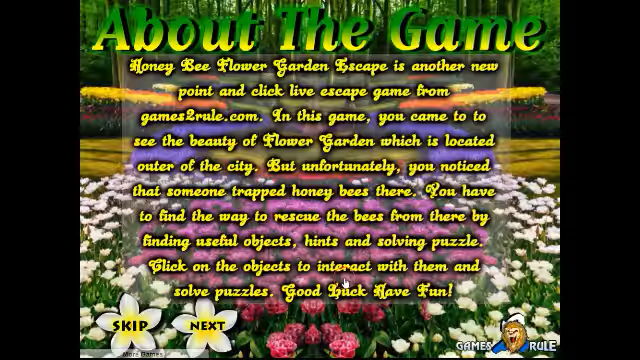 About The Game
Honey Bee Flower Garden Escape is another new
point and click live escape game from
games2rule.com. In this game, you came to to
see the beauty of Flower Garden which is located
outer of the city. But unfortunately, you noticed
that someone trapped honey bees there. You have
to find the way to rescue the bees from there by
finding useful objects, hints and solving puzzle.
Click on the objects to interact with them and
solve puzzles. Good Luck Have Fun!
SKIP
NEXT
More Games
GAMES RULE